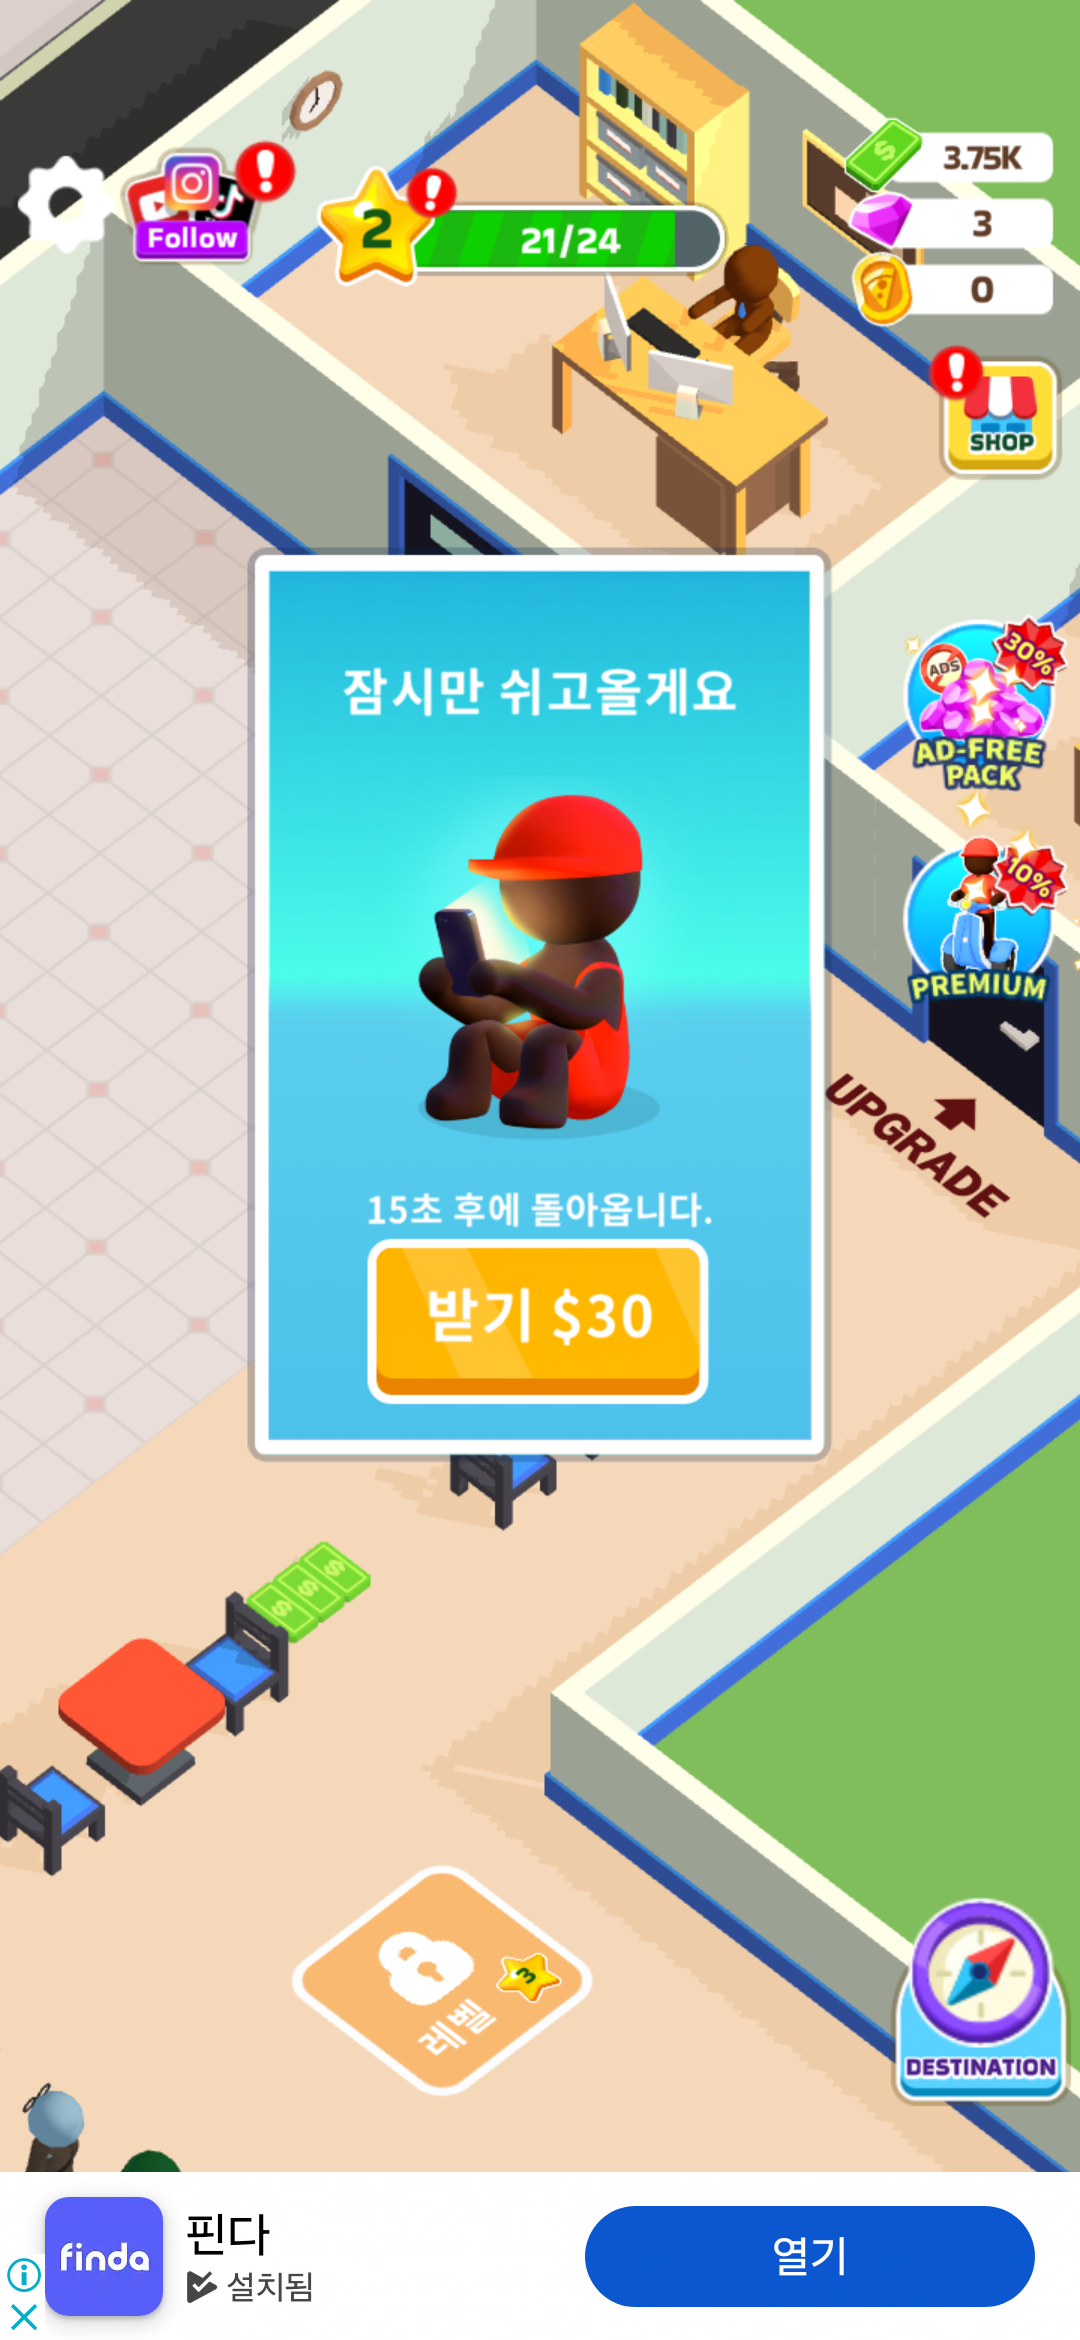 3.75K
Follow
2
21/24
3
0
SHOP
잠시만 쉬고올게요
ADS
30%
AD-FREE
PACK
10%
PREMIUM
UPGRADE
15초 후에 돌아옵니다.
받기 $30
레벨
3
DESTINATION
finda
핀다
설치됨
열기